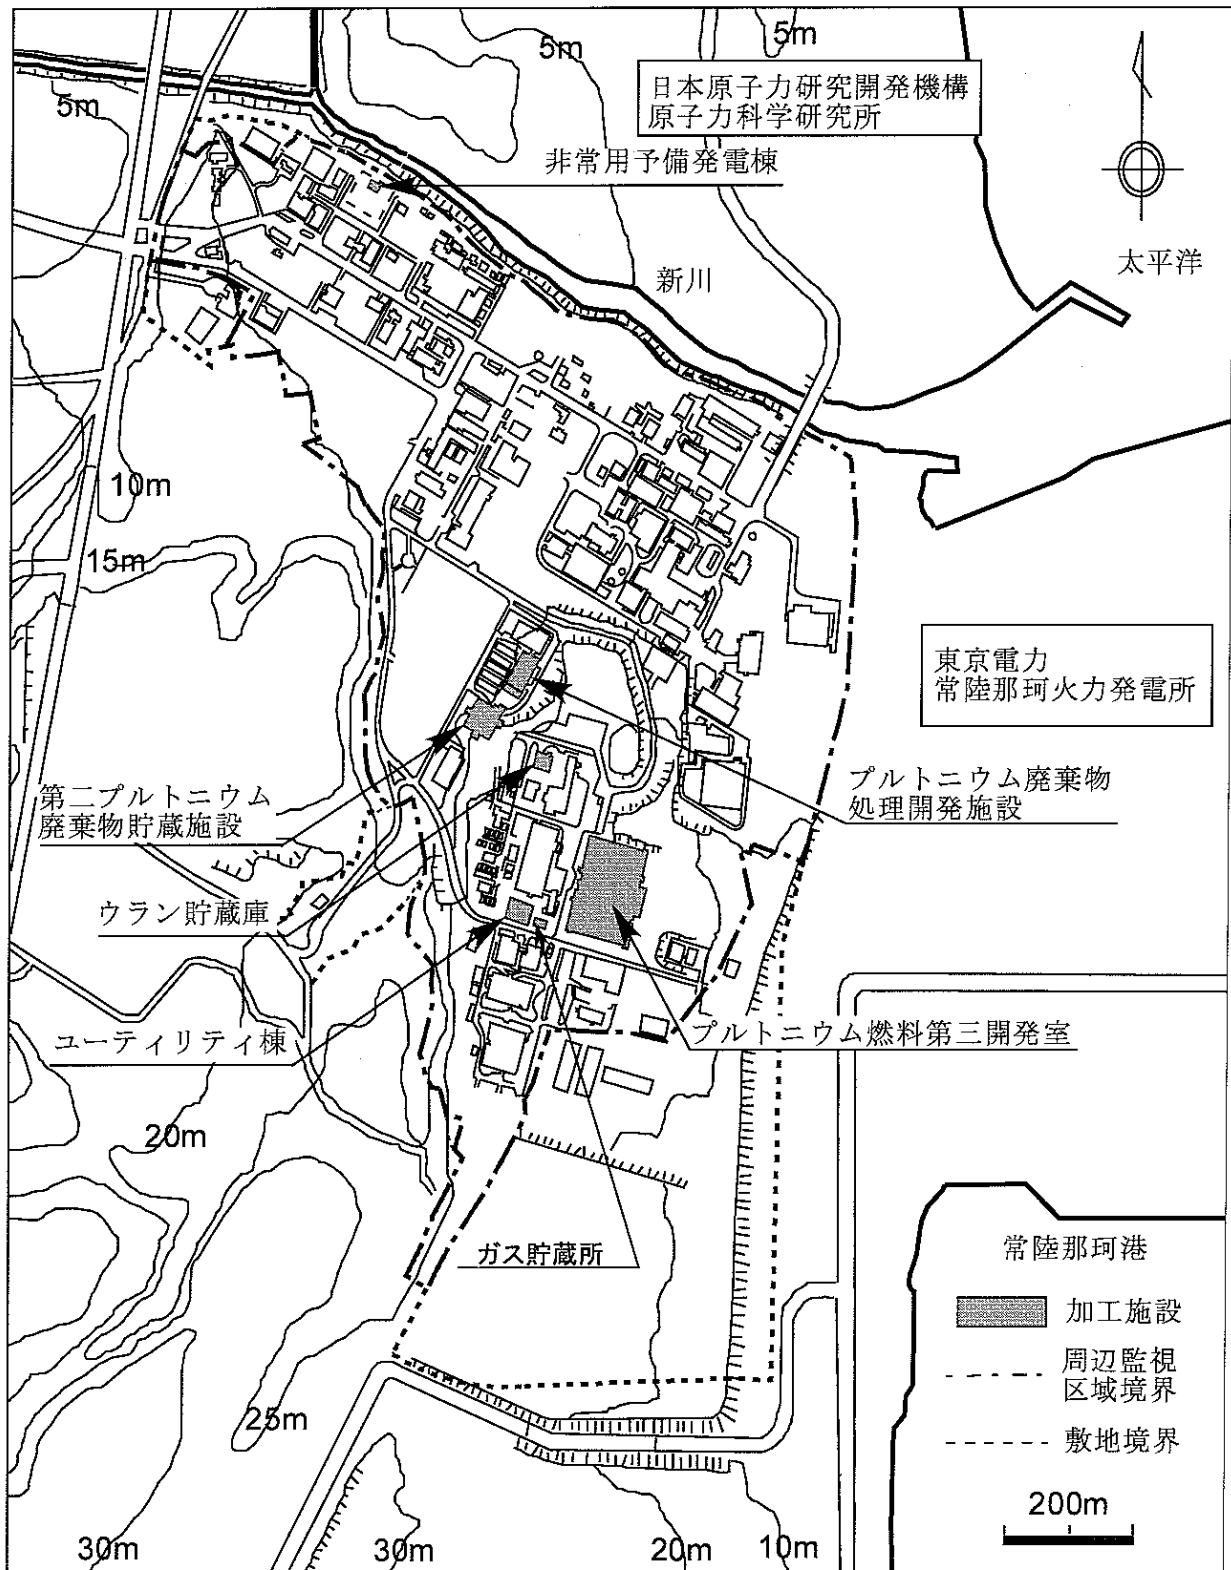 5m
5m
日本原子力研究開発機構
原子力科学研究所
5m
非常用予備発電棟
新川
太平洋
10m
15m
東京電力
常陸那珂火力発電所
第二プルトニウム
廃棄物貯蔵施設
プルトニウム廃棄物
処理開発施設
ウラン貯蔵庫
ユーティリティ棟
プルトニウム燃料第三開発室
20m
ガス貯蔵所
常陸那珂港
加工施設
周辺監視
区域境界
25m
敷地境界
200m
30m
30m
20m
10m